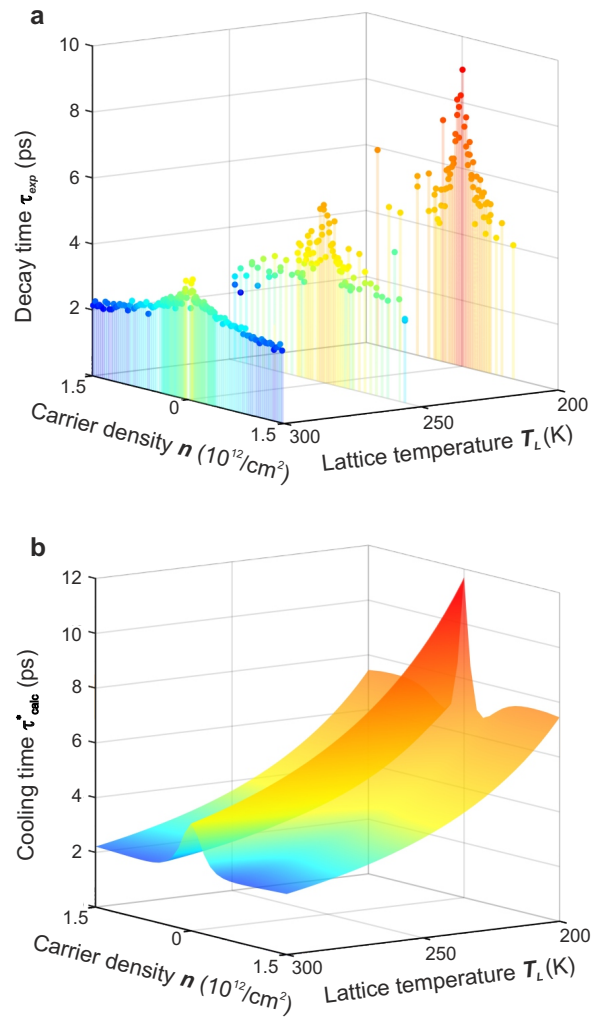 a
10
8
6
4
2
Decay time τexp (ps)
1.5
0
1.5
Carrier density n (10¹²/cm²)
300
250
200
Lattice temperature TL(K)
b
12
10
8
6
4
2
Cooling time τ*calc (ps)
1.5
0
1.5
Carrier density n (10¹²/cm²)
300
250
200
Lattice temperature TL(K)